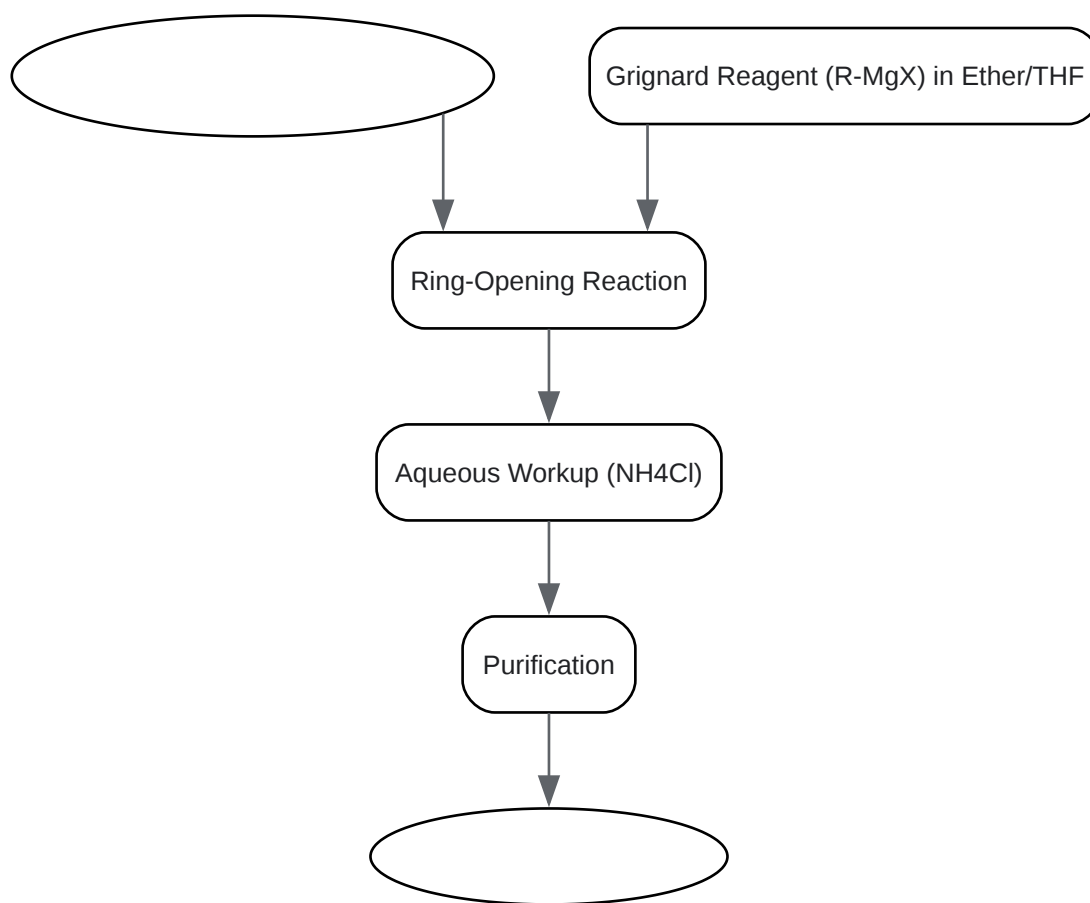 Grignard Reagent (R-MgX) in Ether/THF
Ring-Opening Reaction
Aqueous Workup (NH4Cl)
Purification